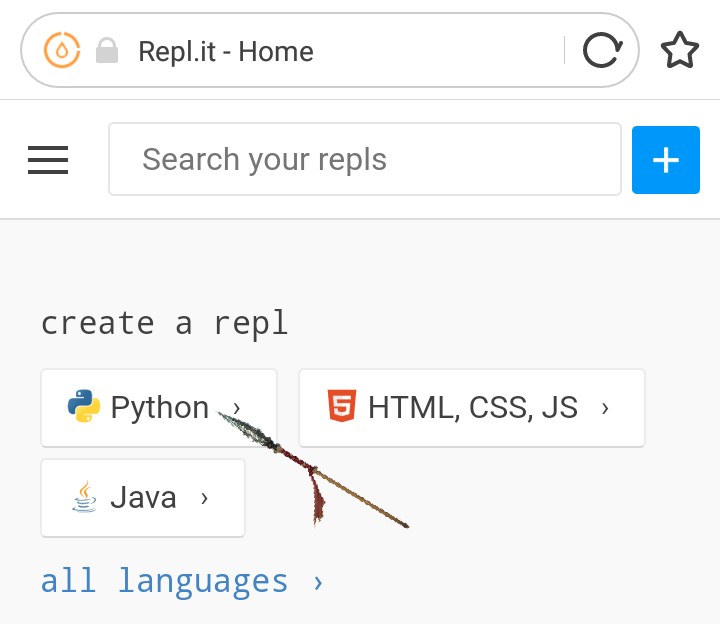 Repl.it - Home
Search your repls
create a repl
Python › HTML, CSS, JS ›
Java ›
all languages ›